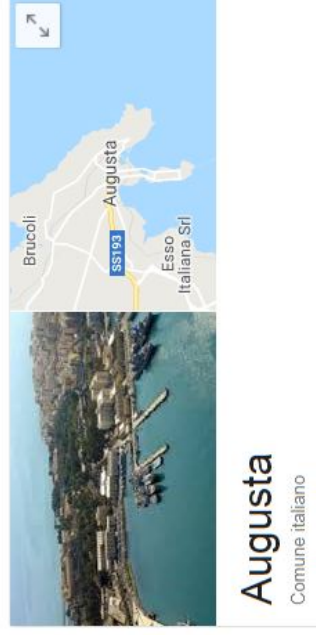 Brucoli
Augusta
SS193
Esso
Italiana Srl
Augusta
Comune italiano